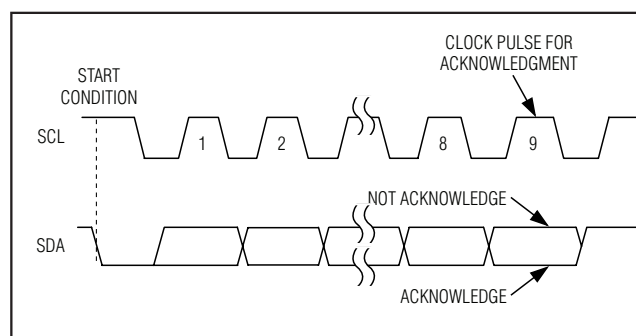 CLOCK PULSE FOR
ACKNOWLEDGMENT
START
CONDITION
SCL
1
2
8
9
NOT ACKNOWLEDGE
SDA
ACKNOWLEDGE